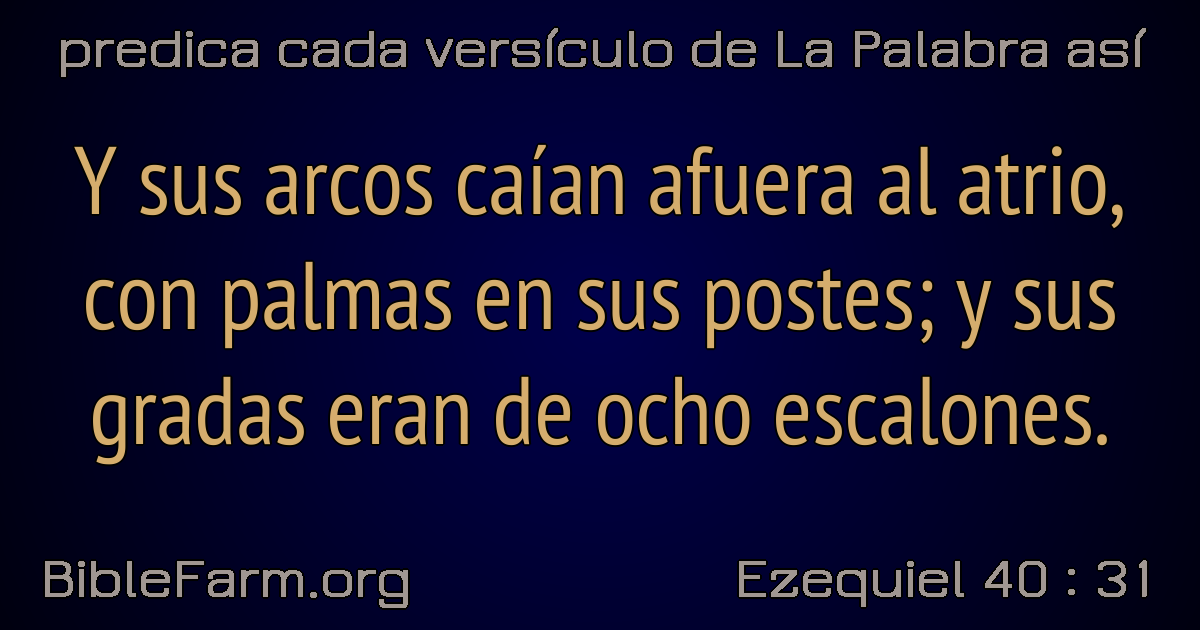 predica cada versículo de La Palabra así
Y sus arcos caían afuera al atrio,
con palmas en sus postes; y sus
gradas eran de ocho escalones.
BibleFarm.org
Ezequiel 40 : 31